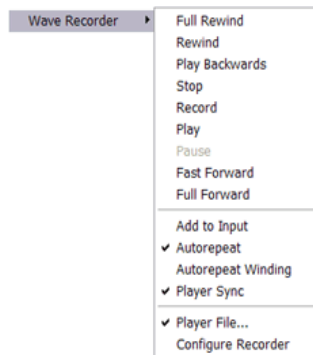 Wave Recorder
Full Rewind
Rewind
Play Backwards
Stop
Record
Play
Pause
Fast Forward
Full Forward
Add to Input
Autorepeat
Autorepeat Winding
Player Sync
Player File...
Configure Recorder